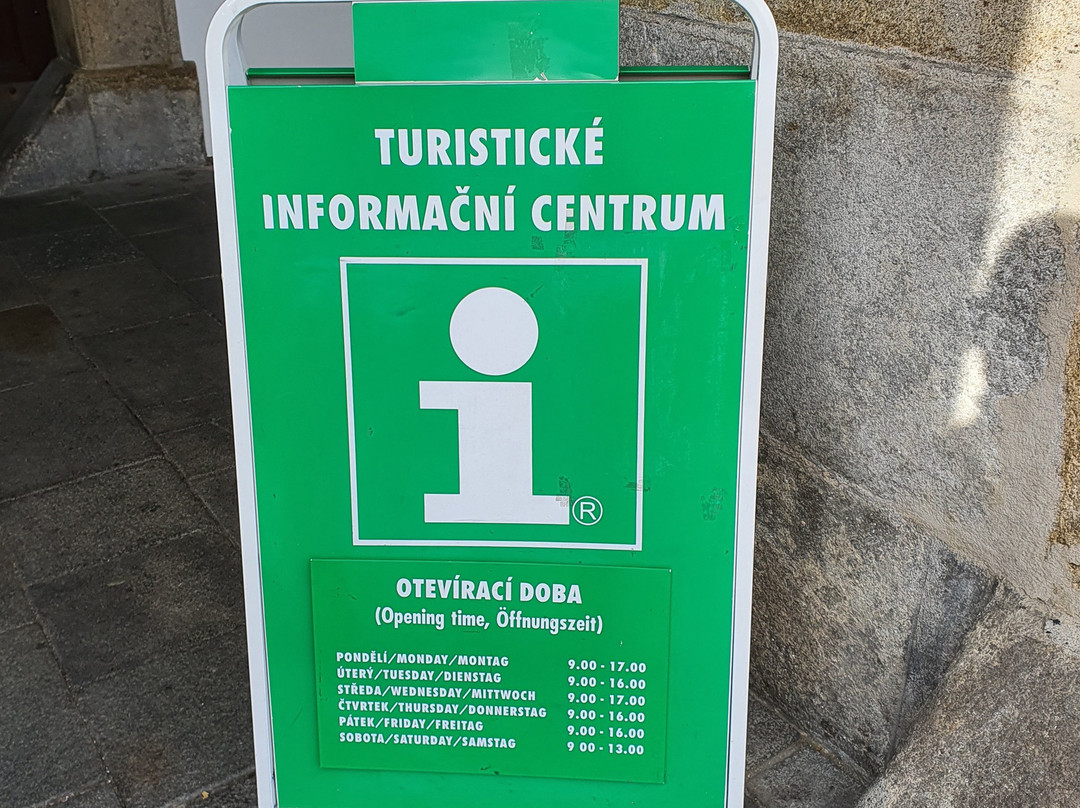 TURISTICKÉ
INFORMAČNÍ CENTRUM
i®
OTEVÍRACÍ DOBA
(Opening time, Öffnungszeit)
PONDĚLÍ/MONDAY/MONTAG 9.00 - 17.00
ÚTERÝ/TUESDAY/DIENSTAG 9.00 - 16.00
STŘEDA/WEDNESDAY/MITTWOCH 9.00 - 17.00
ČTVRTEK/THURSDAY/DONNERSTAG 9.00 - 16.00
PÁTEK/FRIDAY/FREITAG 9.00 - 16.00
SOBOTA/SATURDAY/SAMSTAG 9 00 - 13.00